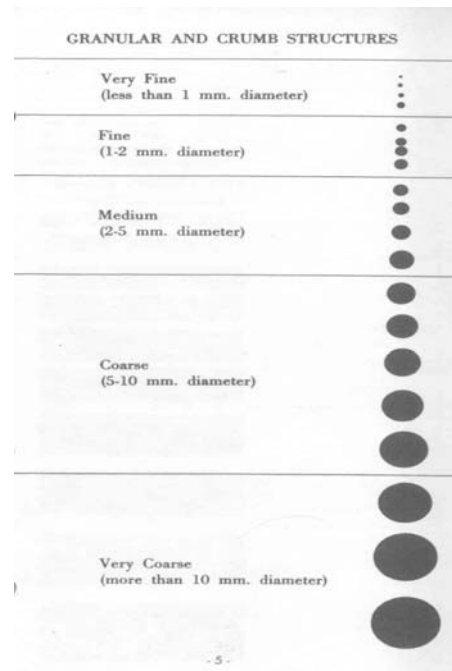 GRANULAR AND CRUMB STRUCTURES
Very Fine
(less than 1 mm. diameter)
Fine
(1-2 mm. diameter)
Medium
(2-5 mm. diameter)
Coarse
(5-10 mm. diameter)
Very Coarse
(more than 10 mm. diameter)
- 5 -